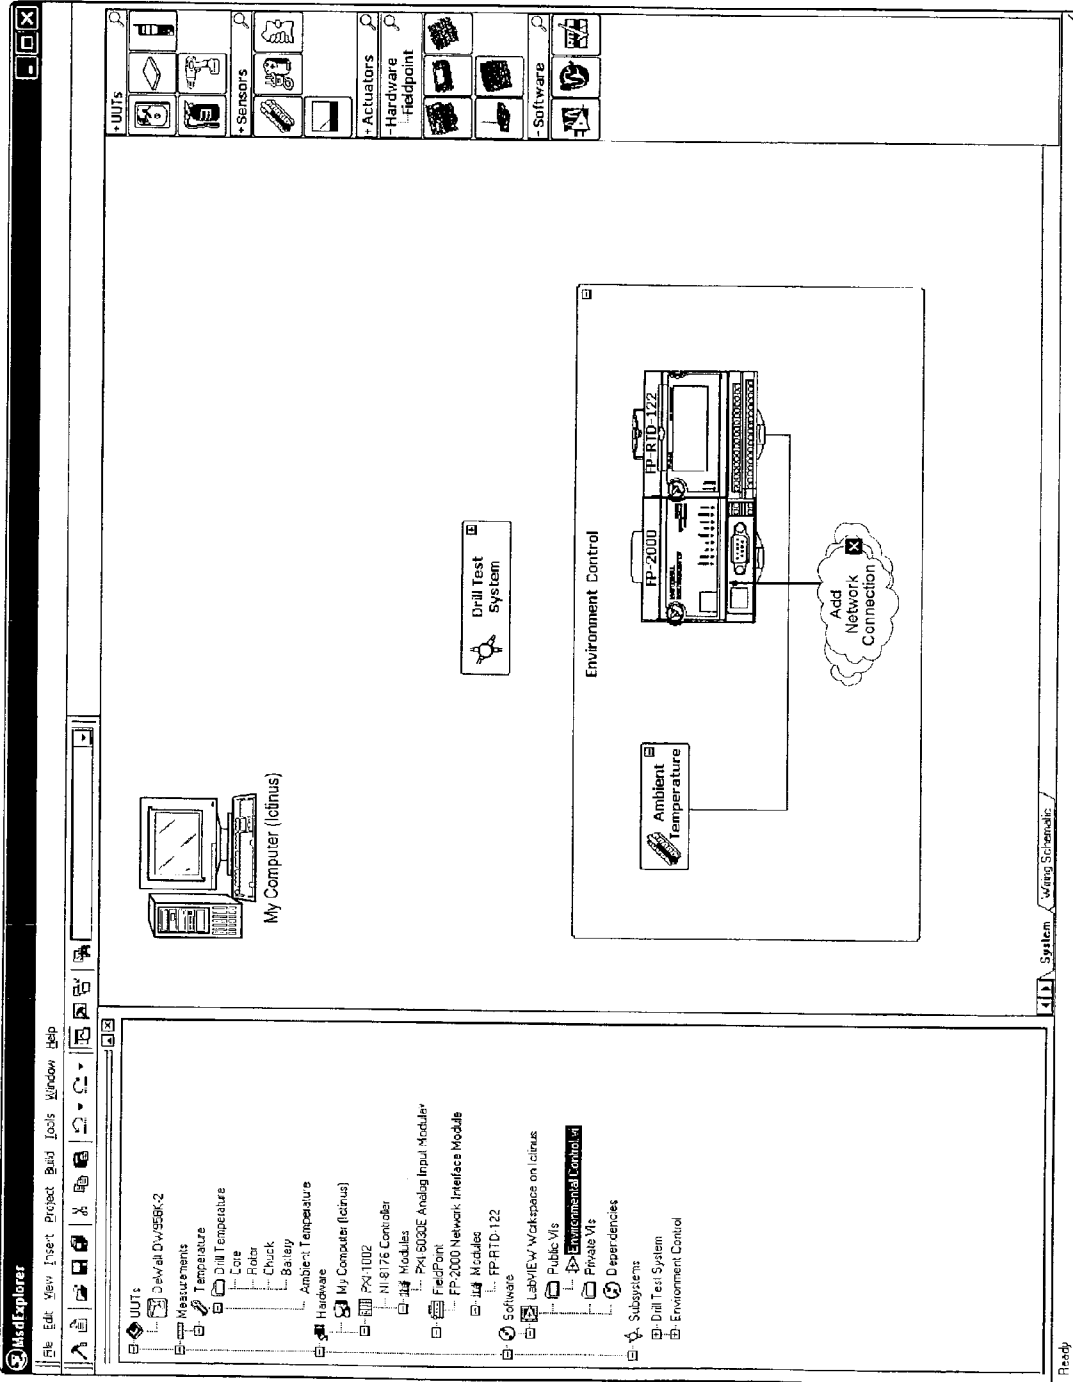 MsdExplorer
File Edit View Insert Project Build Tools Window Help
UUTs
DeWalt DW958K-2
Measurements
Temperature
Drill Temperature
Core
Rotor
Chuck
Battery
Ambient Temperature
Hardware
My Computer (Ictinus)
PXI-1002
NI-8176 Controller
Modules
PXI-6030E Analog Input Module
FieldPoint
FP-2000 Network Interface Module
Modules
FP-RTD-122
Software
LabVIEW Workspace on Ictinus
Public VIs
Environmental Control.vi
Private VIs
Dependencies
Subsystems
Drill Test System
Environment Control
My Computer (Ictinus)
Drill Test
System
Environment Control
Ambient
Temperature
FP-2000
FP-RTD-122
Add
Network
Connection
System
Wiring Schematic
+UUTs
+Sensors
+Actuators
-Hardware
Fieldpoint
-Software
Ready